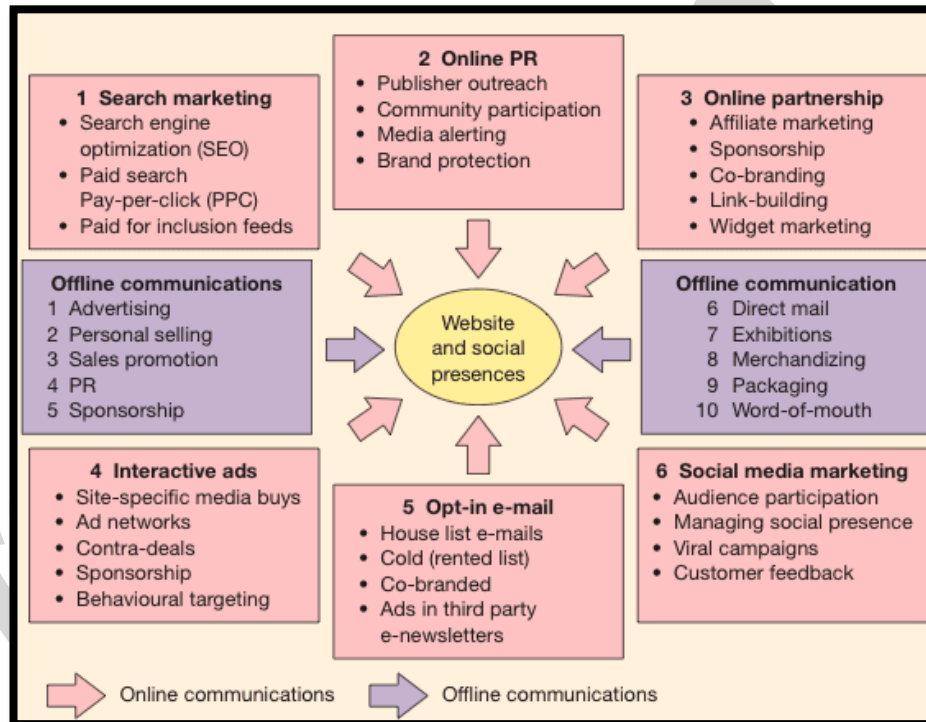 2 Online PR
• Publisher outreach
• Community participation
• Media alerting
• Brand protection
1 Search marketing
• Search engine
optimization (SEO)
• Paid search
Pay-per-click (PPC)
• Paid for inclusion feeds
3 Online partnership
• Affiliate marketing
• Sponsorship
• Co-branding
• Link-building
• Widget marketing
Offline communications
1 Advertising
2 Personal selling
3 Sales promotion
4 PR
5 Sponsorship
Website
and social
presences
Offline communication
6 Direct mail
7 Exhibitions
8 Merchandizing
9 Packaging
10 Word-of-mouth
4 Interactive ads
• Site-specific media buys
• Ad networks
• Contra-deals
• Sponsorship
• Behavioural targeting
5 Opt-in e-mail
• House list e-mails
• Cold (rented list)
• Co-branded
• Ads in third party
e-newsletters
6 Social media marketing
• Audience participation
• Managing social presence
• Viral campaigns
• Customer feedback
Online communications
Offline communications